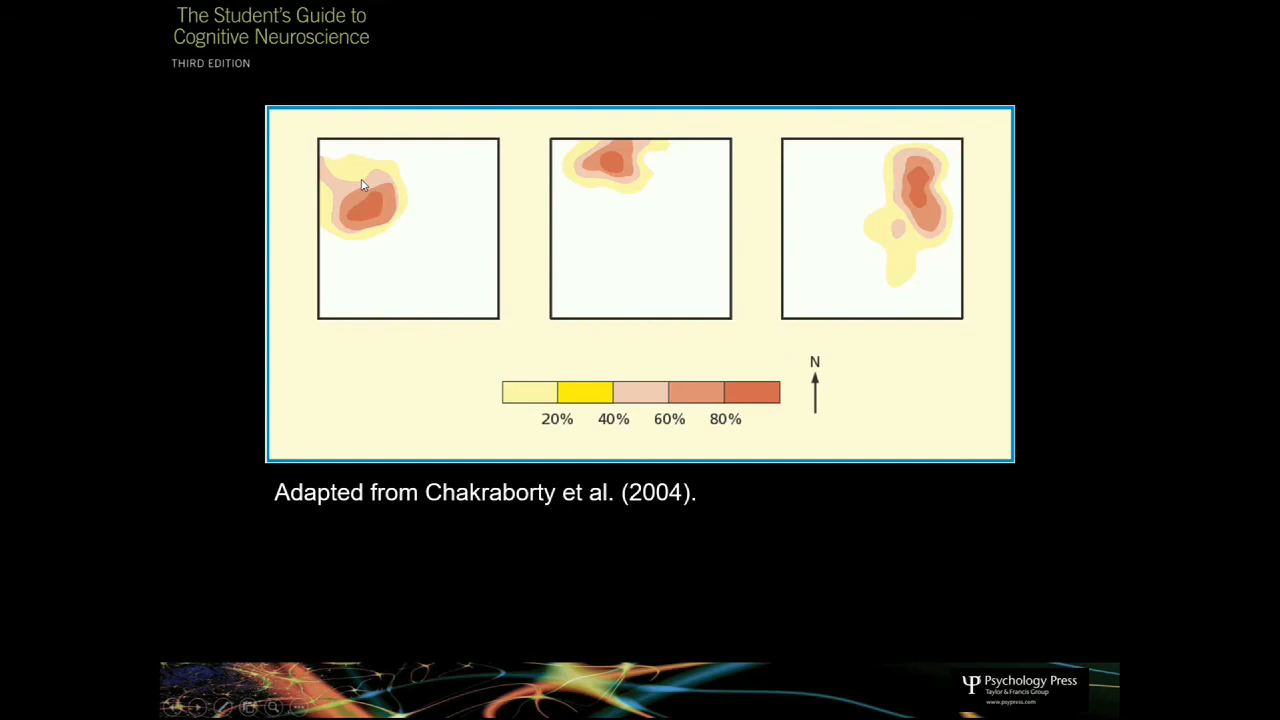 The Student's Guide to
Cognitive Neuroscience
THIRD EDITION
N
20% 40% 60% 80%
Adapted from Chakraborty et al. (2004).
Psychology Press
Taylor & Francis Group
www.psypress.com